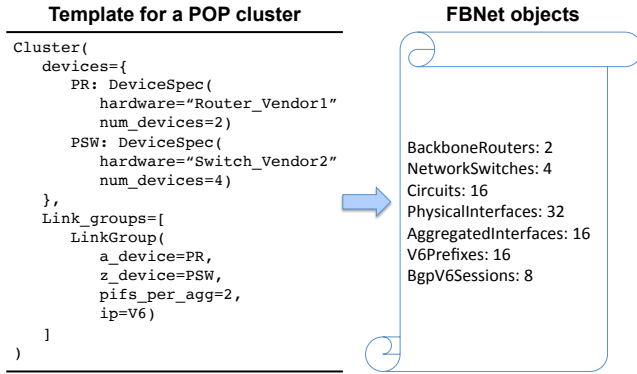 Template for a POP cluster
Cluster(
devices={
PR: DeviceSpec(
hardware=“Router_Vendor1”
num_devices=2)
PSW: DeviceSpec(
hardware=“Switch_Vendor2”
num_devices=4)
},
Link_groups=[
LinkGroup(
a_device=PR,
z_device=PSW,
pifs_per_agg=2,
ip=V6)
]
)
FBNet objects
BackboneRouters: 2
NetworkSwitches: 4
Circuits: 16
PhysicalInterfaces: 32
AggregatedInterfaces: 16
V6Prefixes: 16
BgpV6Sessions: 8